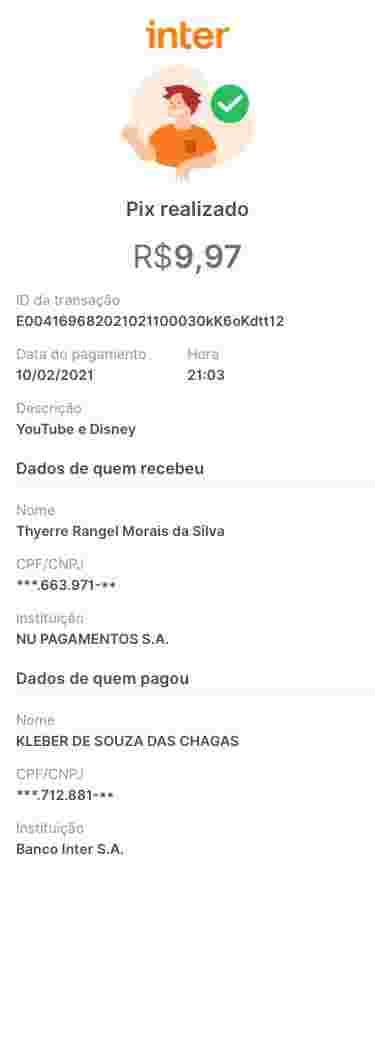 inter
Pix realizado
R$9,97
ID da transação
E00416968202102110003OkK6oKdtt12
Data do pagamento
Hora
10/02/2021
21:03
Descrição
YouTube e Disney
Dados de quem recebeu
Nome
Thyerre Rangel Morais da Silva
CPF/CNPJ
***.663.971-**
Instituição
NU PAGAMENTOS S.A.
Dados de quem pagou
Nome
KLEBER DE SOUZA DAS CHAGAS
CPF/CNPJ
***.712.881-**
Instituição
Banco Inter S.A.